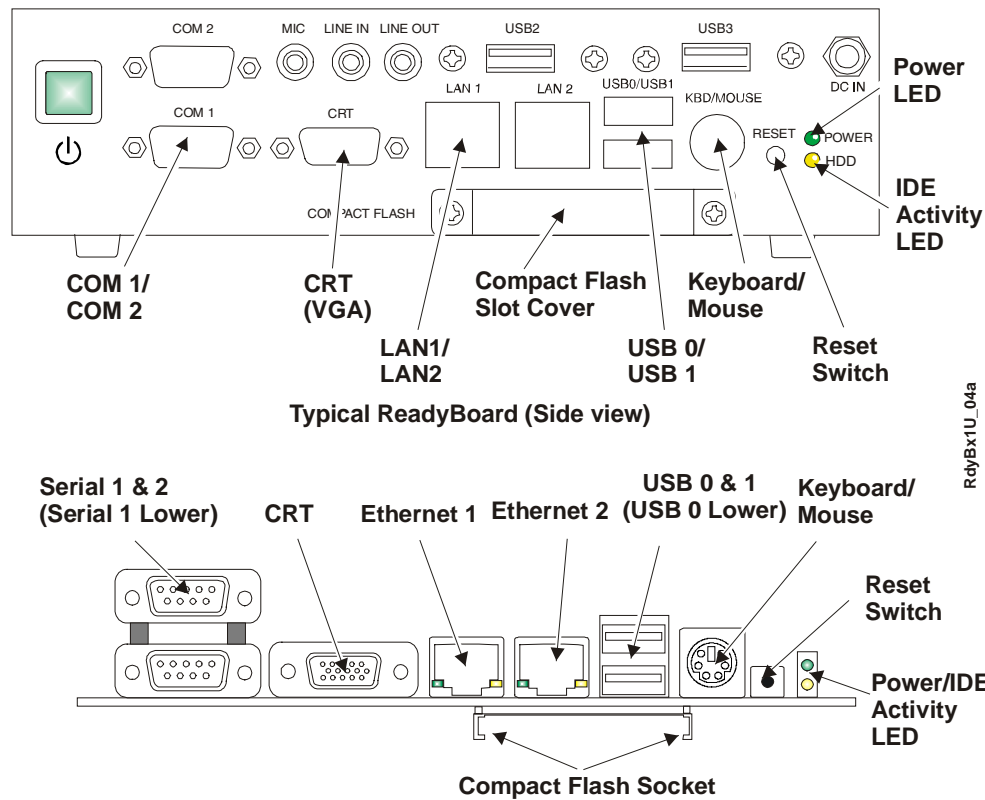 COM 2
MIC
LINE IN
LINE OUT
USB2
USB3
DC IN
COM 1
CRT
LAN 1
LAN 2
USB0/USB1
KBD/MOUSE
RESET
POWER
HDD
COMPACT FLASH
Power
LED
IDE
Activity
LED
COM 1/
COM 2
CRT
(VGA)
LAN1/
LAN2
Compact Flash
Slot Cover
USB 0/
USB 1
Keyboard/
Mouse
Reset
Switch
Typical ReadyBoard (Side view)
RdyBx1U_04a
Serial 1 & 2
(Serial 1 Lower)
CRT
Ethernet 1
Ethernet 2
USB 0 & 1
(USB 0 Lower)
Keyboard/
Mouse
Reset
Switch
Power/IDE
Activity
LED
Compact Flash Socket